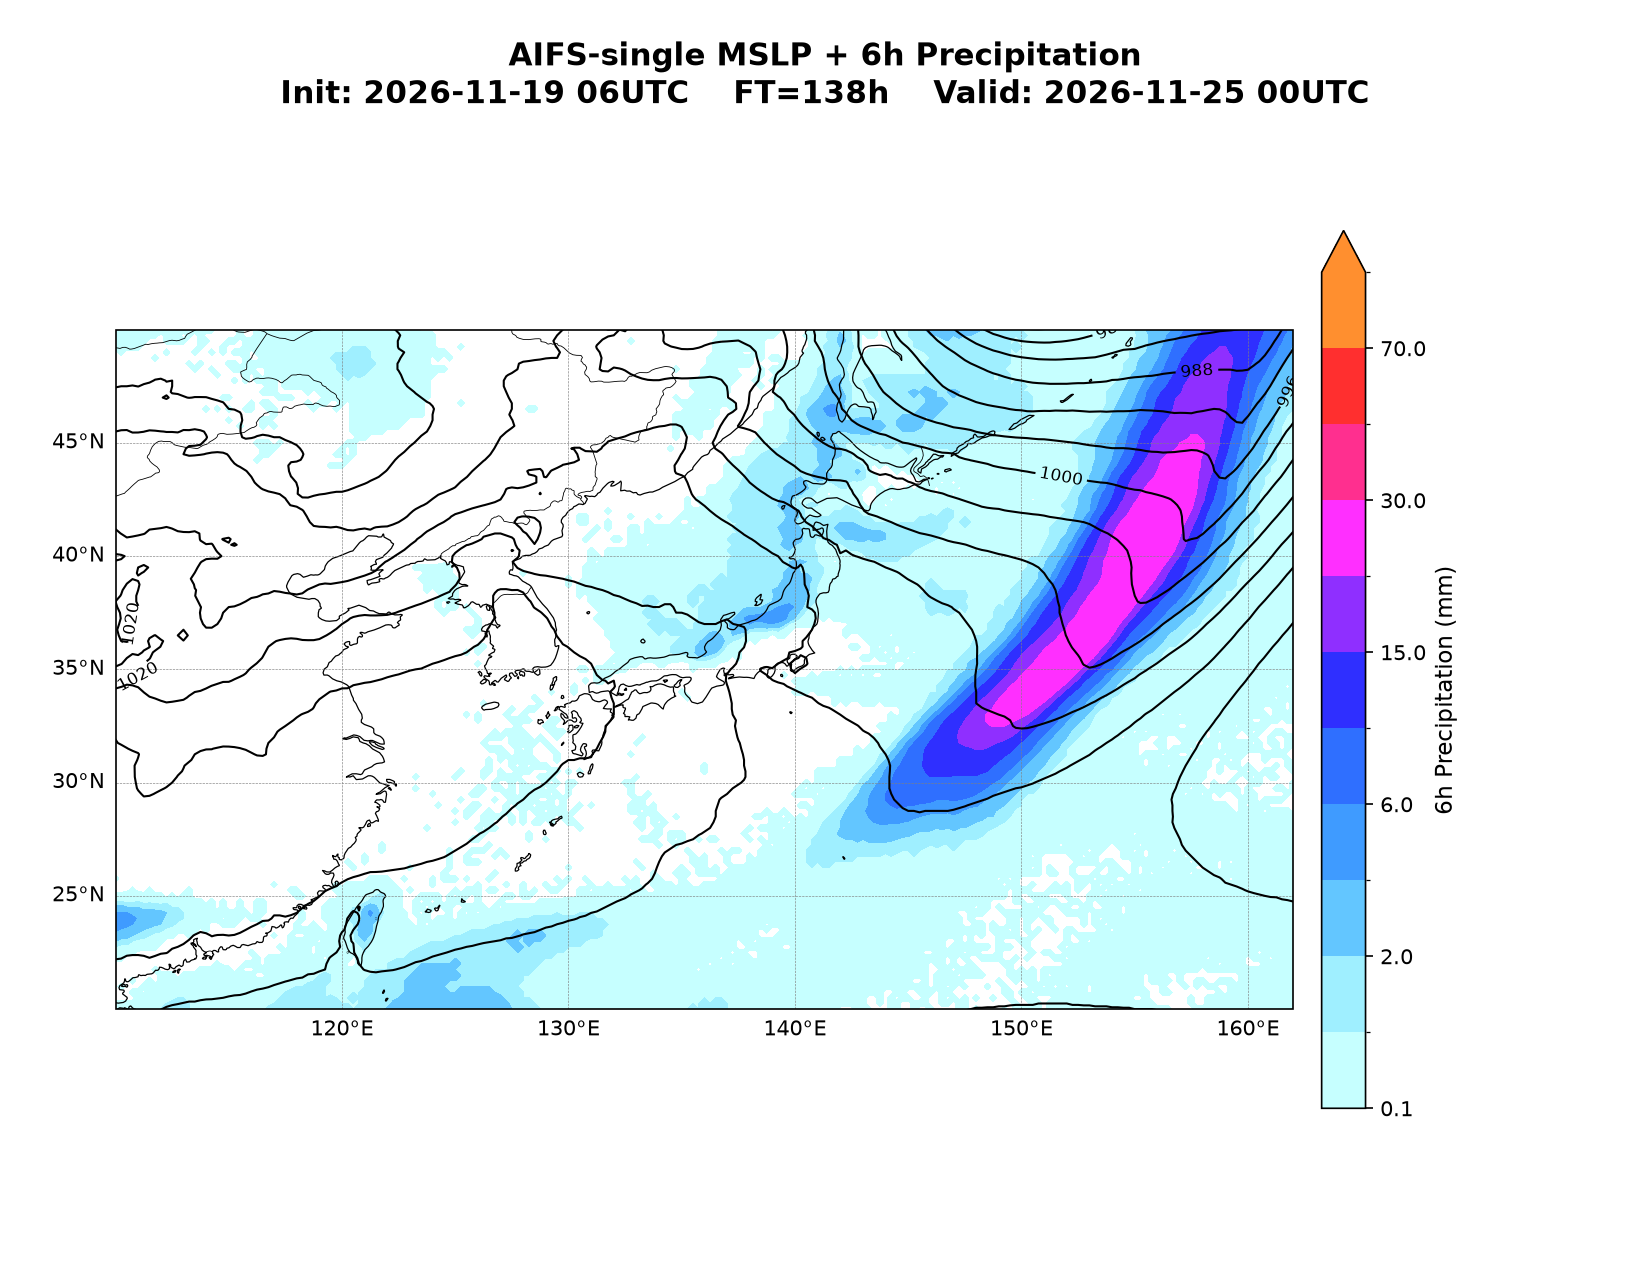 AIFS-single MSLP + 6h Precipitation
Init: 2026-11-19 06UTC    FT=138h    Valid: 2026-11-25 00UTC
70.0
30.0
15.0
6.0
2.0
0.1
6h Precipitation (mm)
45°N
40°N
35°N
30°N
25°N
988
996
1000
1020
1020
120°E
130°E
140°E
150°E
160°E